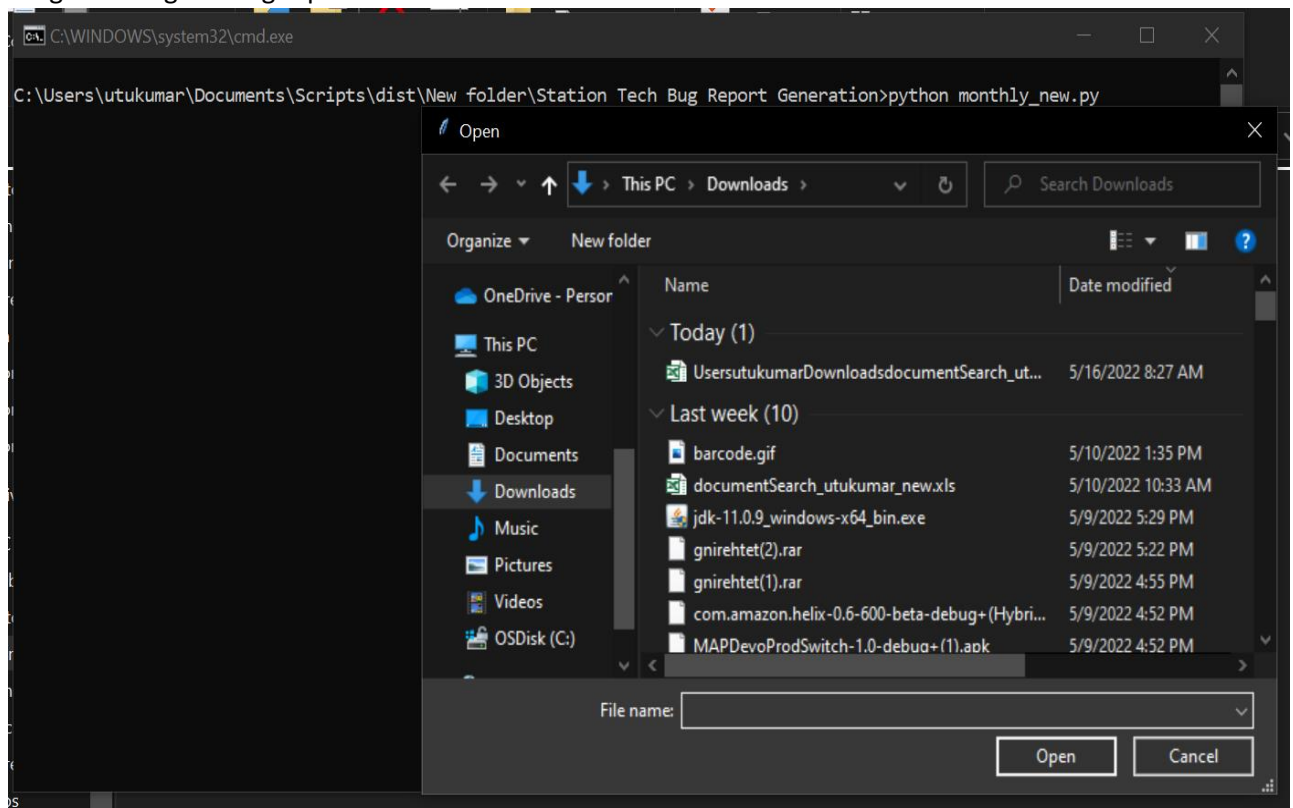 C:\WINDOWS\system32\cmd.exe
C:\Users\utukumar\Documents\Scripts\dist\New folder\Station Tech Bug Report Generation>python monthly_new.py
Open
This PC > Downloads >
Search Downloads
Organize
New folder
OneDrive - Person
This PC
3D Objects
Desktop
Documents
Downloads
Music
Pictures
Videos
OSDisk (C:)
Name
Date modified
Today (1)
UsersutukumarDownloadsdocumentSearch_ut... 5/16/2022 8:27 AM
Last week (10)
barcode.gif 5/10/2022 1:35 PM
documentSearch_utukumar_new.xls 5/10/2022 10:33 AM
jdk-11.0.9_windows-x64_bin.exe 5/9/2022 5:29 PM
gnirehtet(2).rar 5/9/2022 5:22 PM
gnirehtet(1).rar 5/9/2022 4:55 PM
com.amazon.helix-0.6-600-beta-debug+(Hybri... 5/9/2022 4:52 PM
MAPDevoProdSwitch-1.0-debug+(1).apk 5/9/2022 4:52 PM
File name:
Open
Cancel